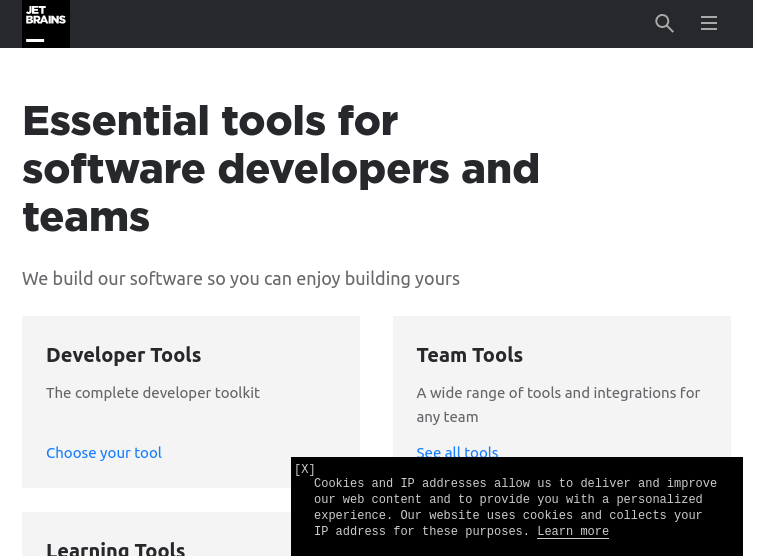 JET
BRAINS
Essential tools for
software developers and
teams
We build our software so you can enjoy building yours
Developer Tools
The complete developer toolkit
Choose your tool
Team Tools
A wide range of tools and integrations for
any team
See all tools
Learning Tools
[X]
Cookies and IP addresses allow us to deliver and improve
our web content and to provide you with a personalized
experience. Our website uses cookies and collects your
IP address for these purposes. Learn more